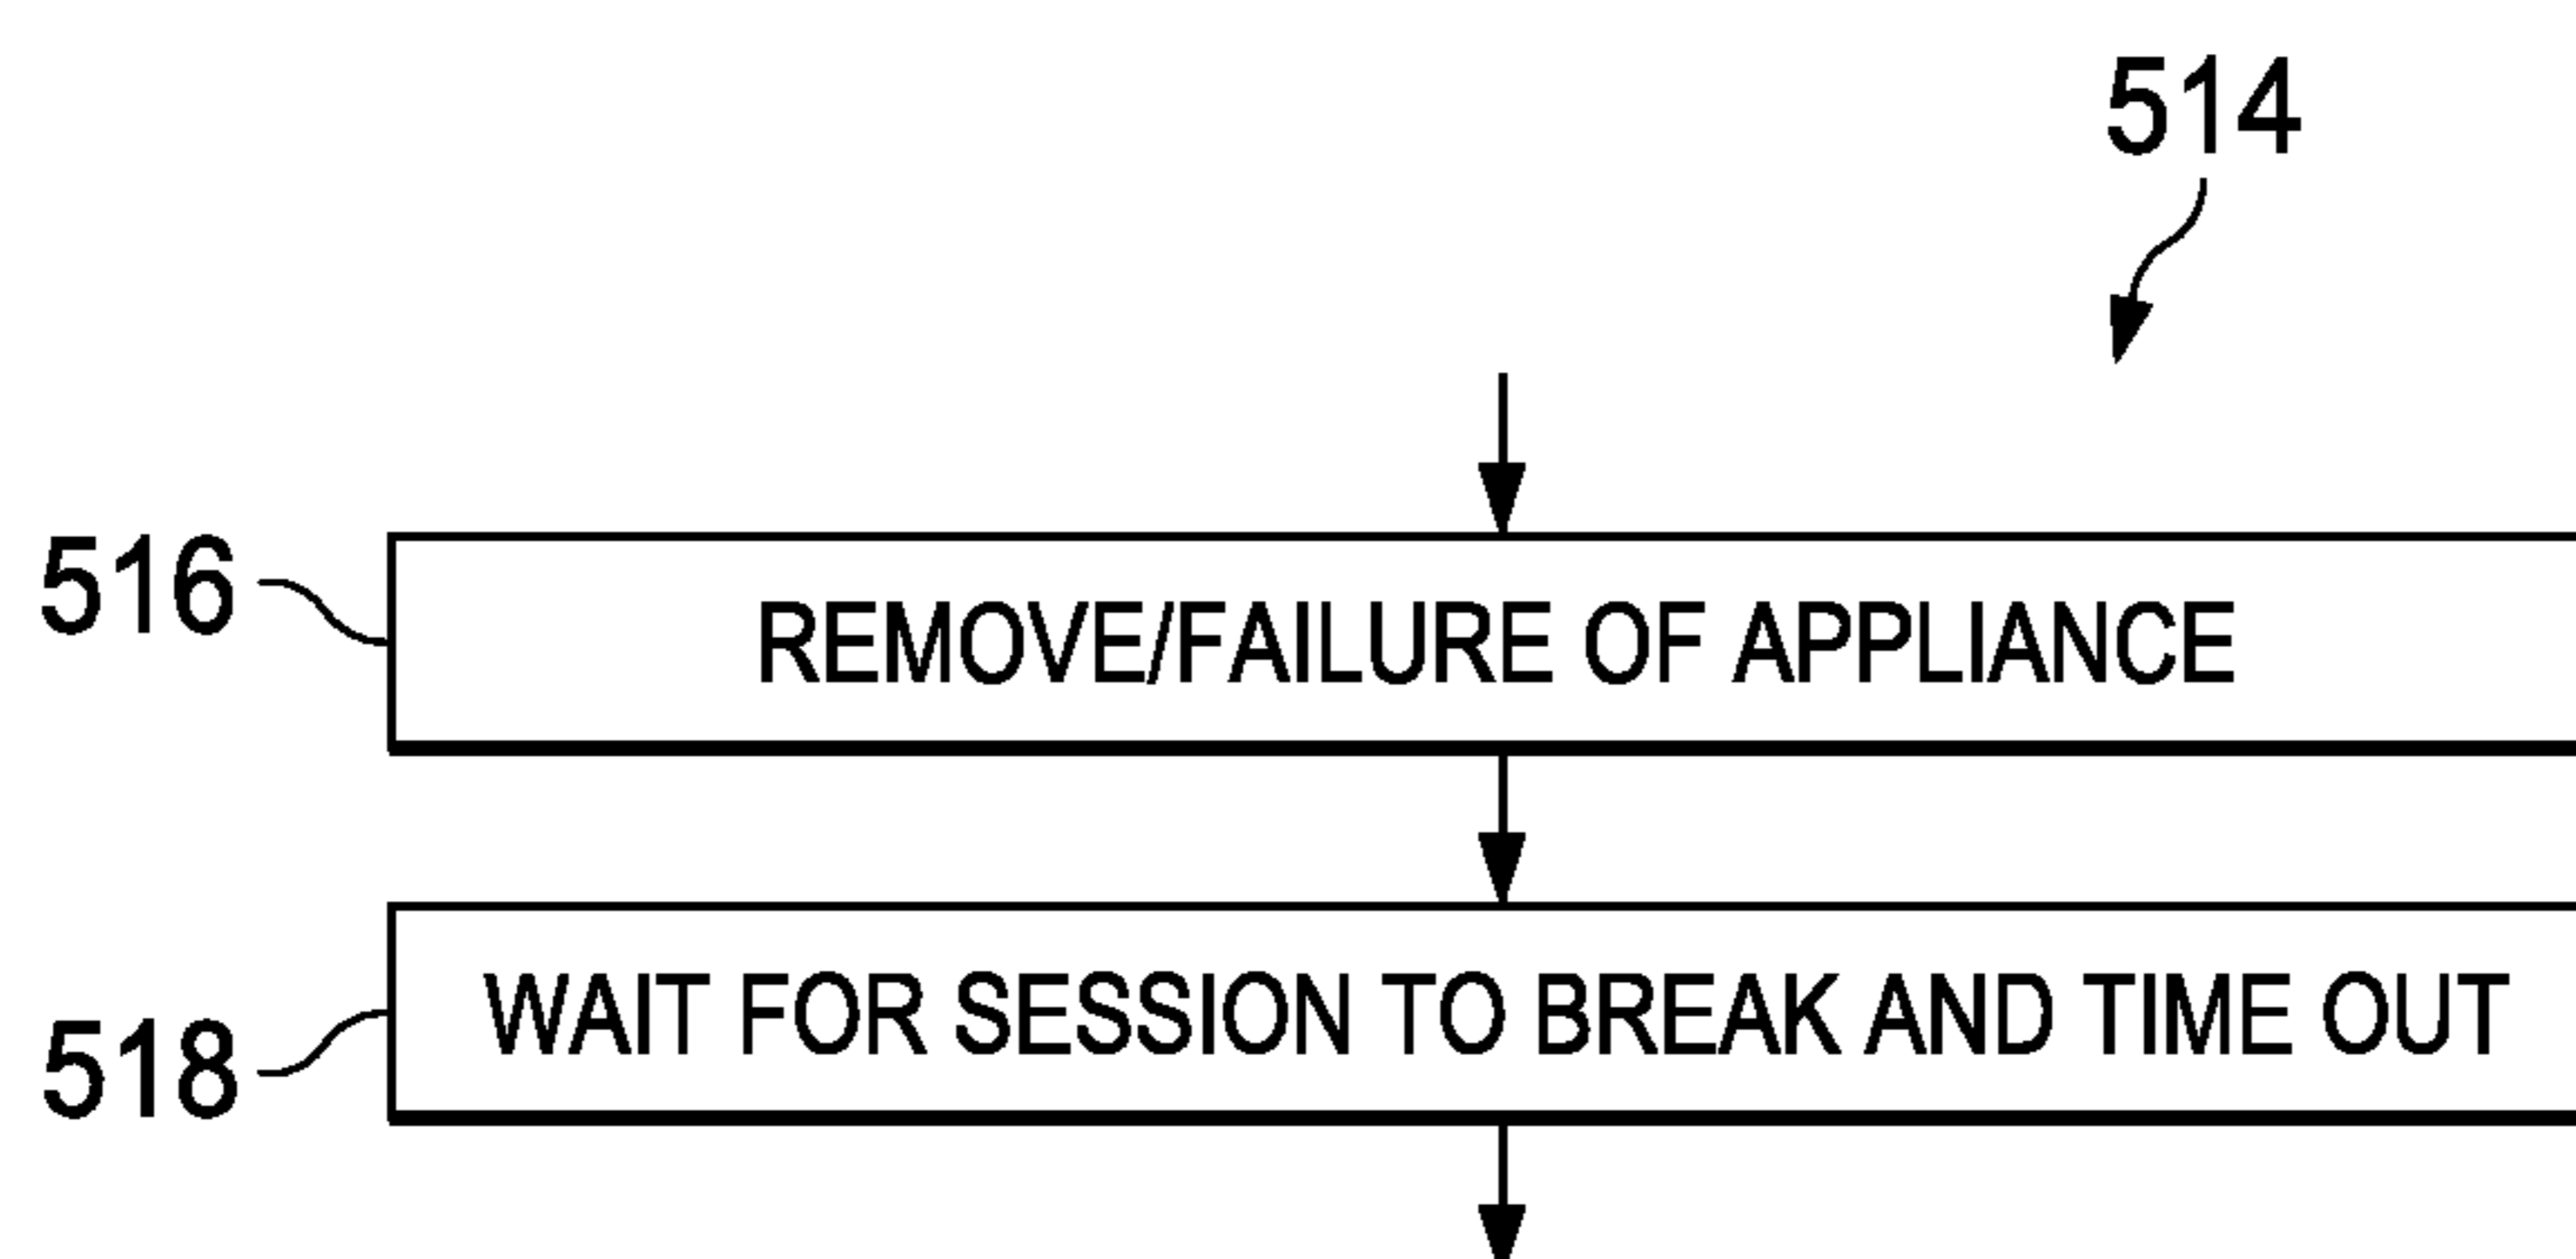 514
516
REMOVE/FAILURE OF APPLIANCE
518
WAIT FOR SESSION TO BREAK AND TIME OUT